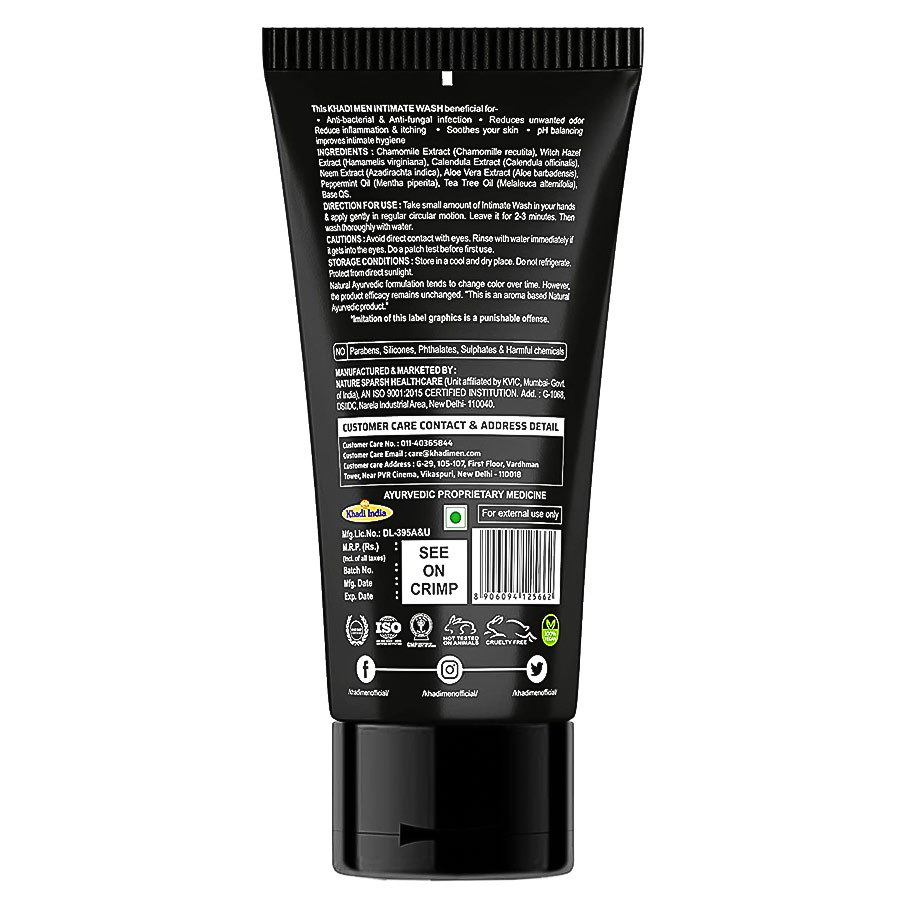 This KHADI MEN INTIMATE WASH beneficial for-
• Anti-bacterial & Anti-fungal infection • Reduces unwanted odor
Reduce inflammation & itching • Soothes your skin • pH balancing
improves intimate hygiene
INGREDIENTS : Chamomile Extract (Chamomille recutita), Witch Hazel
Extract (Hamamelis virginiana), Calendula Extract (Calendula officinalis),
Neem Extract (Azadirachta indica), Aloe Vera Extract (Aloe barbadensis),
Peppermint Oil (Mentha piperita), Tea Tree Oil (Melaleuca alternifolia),
Base QS.
DIRECTION FOR USE : Take small amount of Intimate Wash in your hands
& apply gently in regular circular motion. Leave it for 2-3 minutes. Then
wash thoroughly with water.
CAUTIONS : Avoid direct contact with eyes. Rinse with water immediately if
it gets into the eyes. Do a patch test before first use.
STORAGE CONDITIONS : Store in a cool and dry place. Do not refrigerate.
Protect from direct sunlight.
Natural Ayurvedic formulation tends to change color over time. However,
the product efficacy remains unchanged. "This is an aroma based Natural
Ayurvedic product."
"Imitation of this label graphics is a punishable offense.
NO Parabens, Silicones, Phthalates, Sulphates & Harmful chemicals
MANUFACTURED & MARKETED BY :
NATURE SPARSH HEALTHCARE (Unit affiliated by KVIC, Mumbai-Govt.
of India), AN ISO 9001:2015 CERTIFIED INSTITUTION. Add. : G-1068,
DSIIDC, Narela Industrial Area, New Delhi- 110040.
CUSTOMER CARE CONTACT & ADDRESS DETAIL
Customer Care No. : 011-40365844
Customer Care Email : care@khadimen.com
Customer care Address : G-29, 105-107, First Floor, Vardhman
Tower, Near PVR Cinema, Vikaspuri, New Delhi - 110018
AYURVEDIC PROPRIETARY MEDICINE
Khadi India
For external use only
Mfg.Lic.No.: DL-395A&U
M.R.P. (Rs.) :
(Incl. of all taxes) :
Batch No. :
Mfg. Date :
Exp. Date :
SEE
ON
CRIMP
8 906094 125662
ISO
GMP
NOT TESTED
ON ANIMALS
CRUELTY FREE
100%
VEGAN
/khadimenofficial/
/khadimenofficial/
/khadimenofficial/